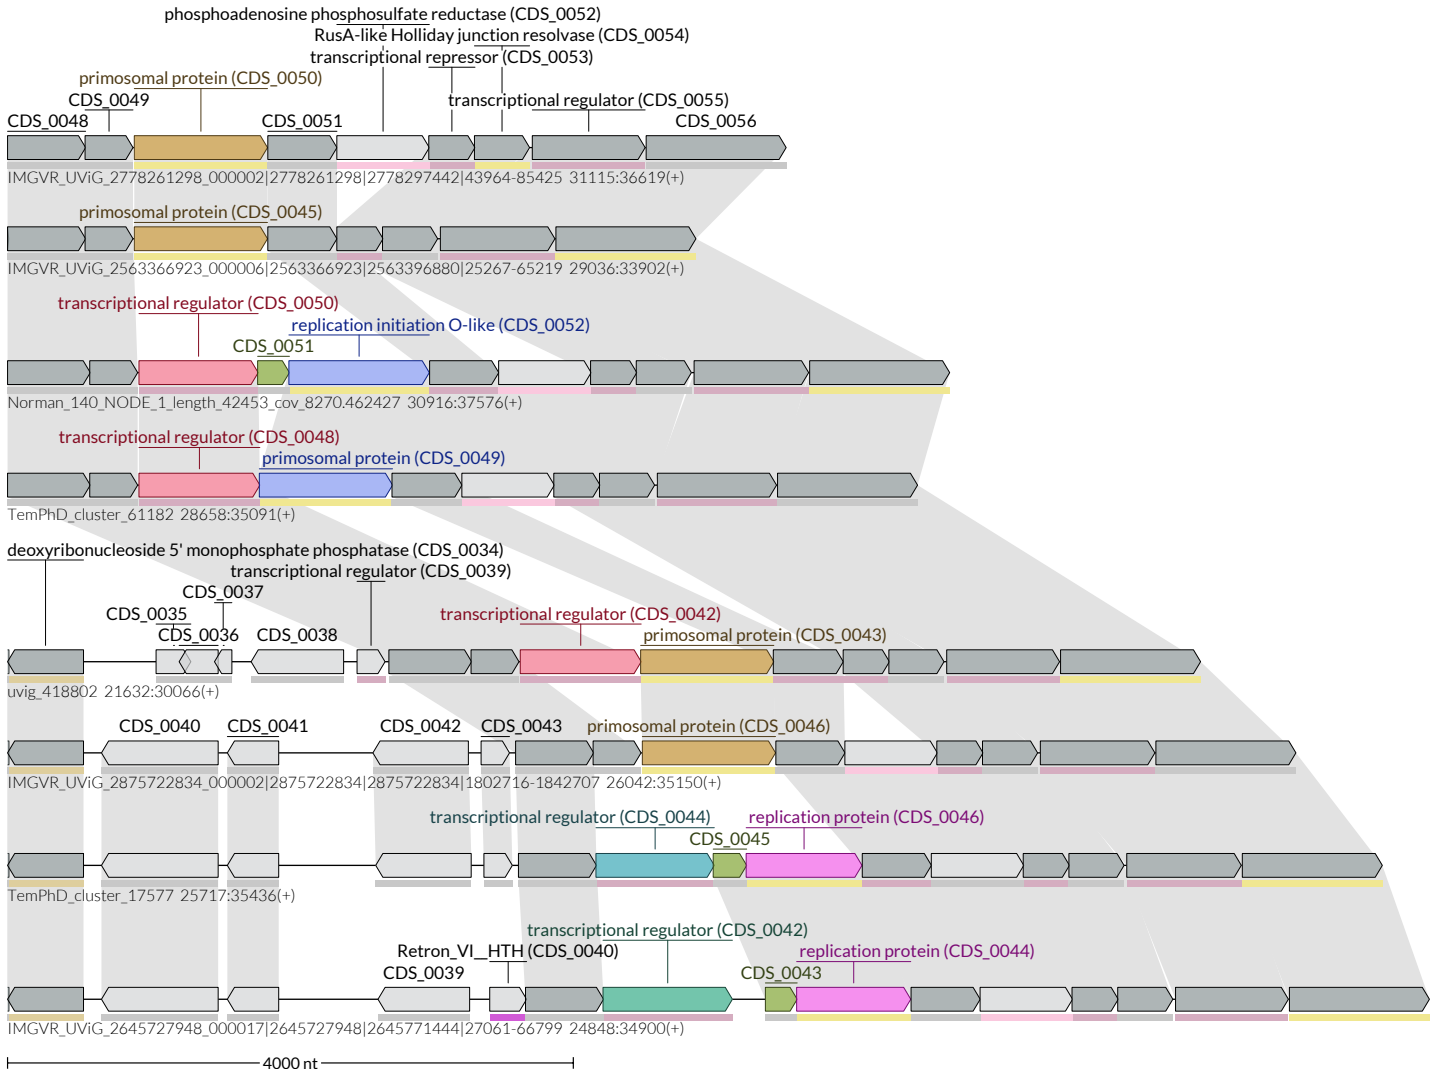 phosphoadenosine phosphosulfate reductase (CDS_0052)
RusA-like Holliday junction resolvase (CDS_0054)
transcriptional repressor (CDS_0053)
primosomal protein (CDS_0050)
CDS_0049
transcriptional regulator (CDS_0055)
CDS_0048
CDS_0051
CDS_0056
IMGVR_UViG_2778261298_000002|2778261298|2778297442|43964-85425 31115:36619(+)
primosomal protein (CDS_0045)
IMGVR_UViG_2563366923_000006|2563366923|2563396880|25267-65219 29036:33902(+)
transcriptional regulator (CDS_0050)
replication initiation O-like (CDS_0052)
CDS_0051
Norman_140_NODE_1_length_42453_cov_8270.462427 30916:37576(+)
transcriptional regulator (CDS_0048)
primosomal protein (CDS_0049)
TemPhD_cluster_61182 28658:35091(+)
deoxyribonucleoside 5' monophosphate phosphatase (CDS_0034)
transcriptional regulator (CDS_0039)
CDS_0037
CDS_0035
transcriptional regulator (CDS_0042)
CDS_0036
CDS_0038
primosomal protein (CDS_0043)
uvig_418802 21632:30066(+)
CDS_0040
CDS_0041
CDS_0042
CDS_0043
primosomal protein (CDS_0046)
IMGVR_UViG_2875722834_000002|2875722834|2875722834|1802716-1842707 26042:35150(+)
transcriptional regulator (CDS_0044)
replication protein (CDS_0046)
CDS_0045
TemPhD_cluster_17577 25717:35436(+)
transcriptional regulator (CDS_0042)
Retron_VI__HTH (CDS_0040)
replication protein (CDS_0044)
CDS_0039
CDS_0043
IMGVR_UViG_2645727948_000017|2645727948|2645771444|27061-66799 24848:34900(+)
4000 nt